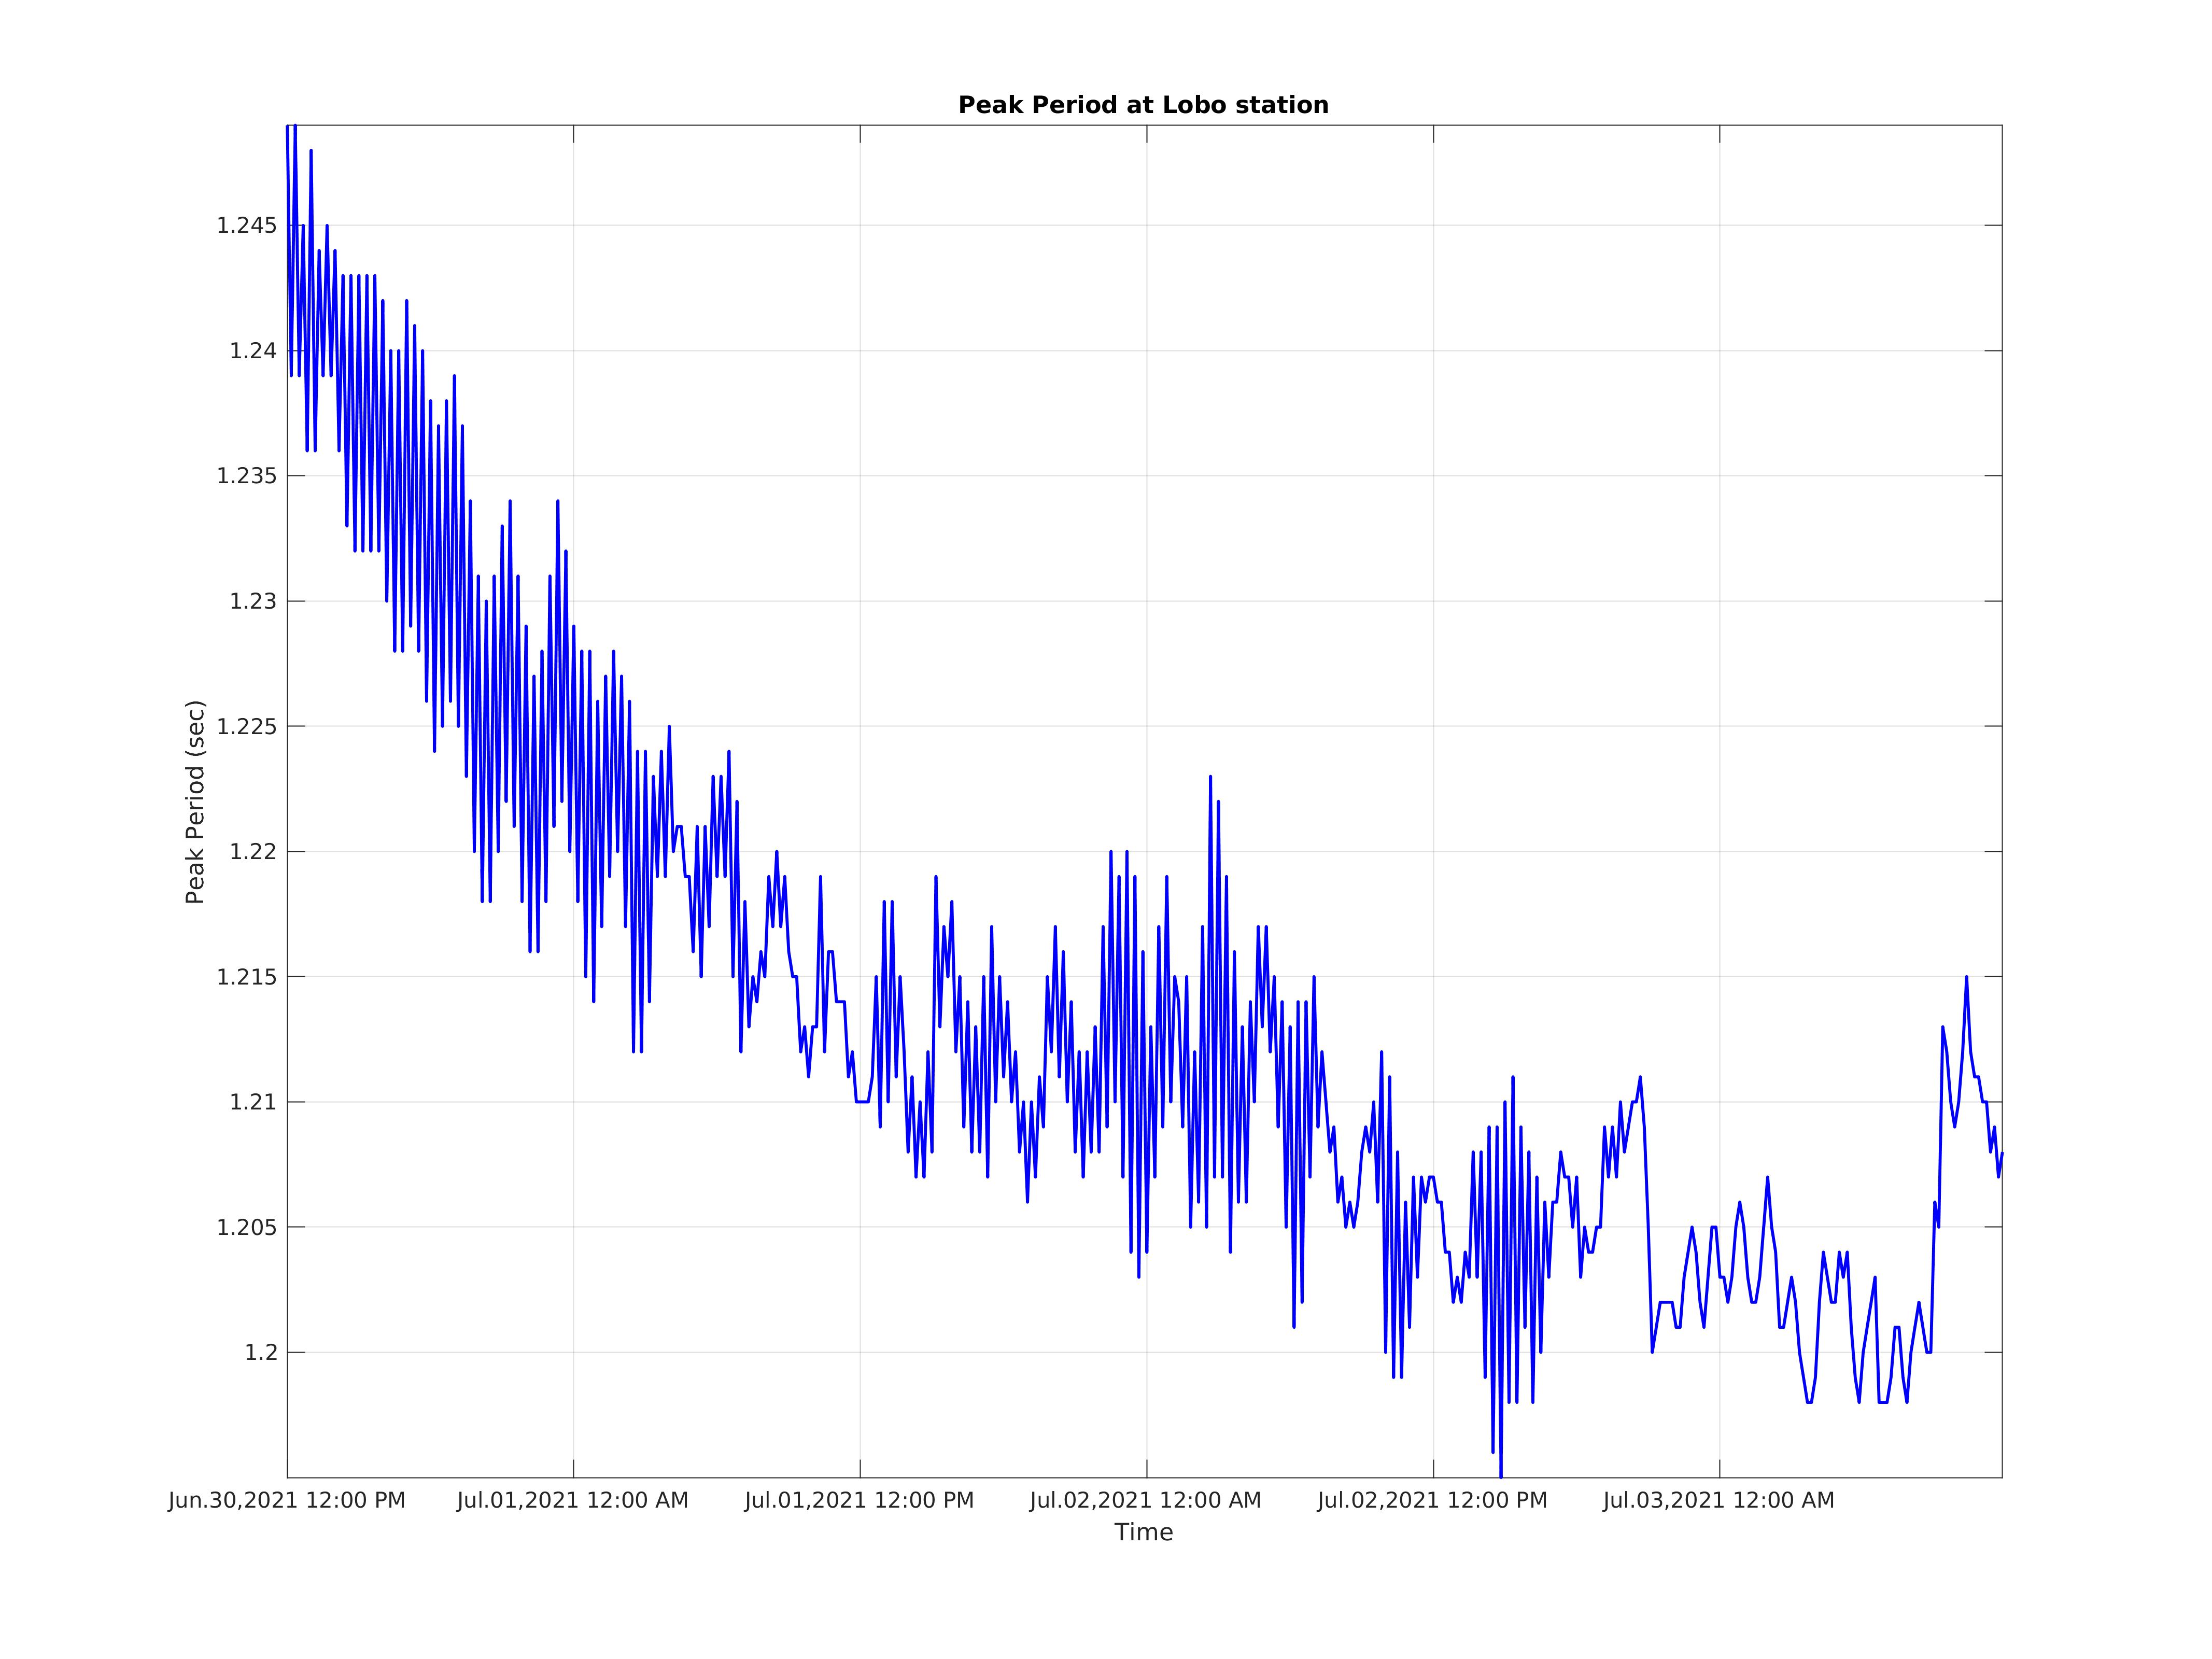 Peak Period at Lobo station
1.245
1.24
1.235
1.23
1.225
1.22
1.215
1.21
1.205
1.2
Peak Period (sec)
Jun.30,2021 12:00 PM
Jul.01,2021 12:00 AM
Jul.01,2021 12:00 PM
Jul.02,2021 12:00 AM
Jul.02,2021 12:00 PM
Jul.03,2021 12:00 AM
Time